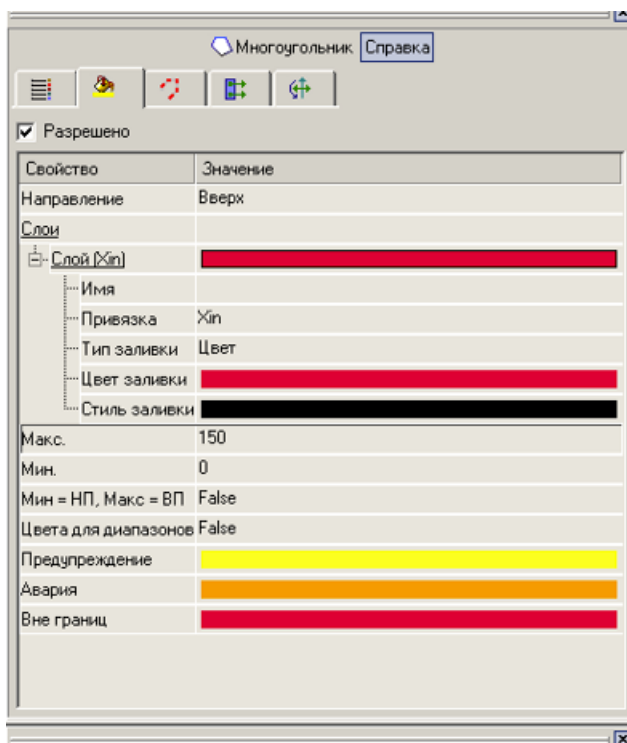 Многоугольник Справка
Разрешено
Свойство Значение
Направление Вверх
Слои
Слой (Xin)
Имя
Привязка Xin
Тип заливки Цвет
Цвет заливки
Стиль заливки
Макс. 150
Мин. 0
Мин = НП, Макс = ВП False
Цвета для диапазонов False
Предупреждение
Авария
Вне границ